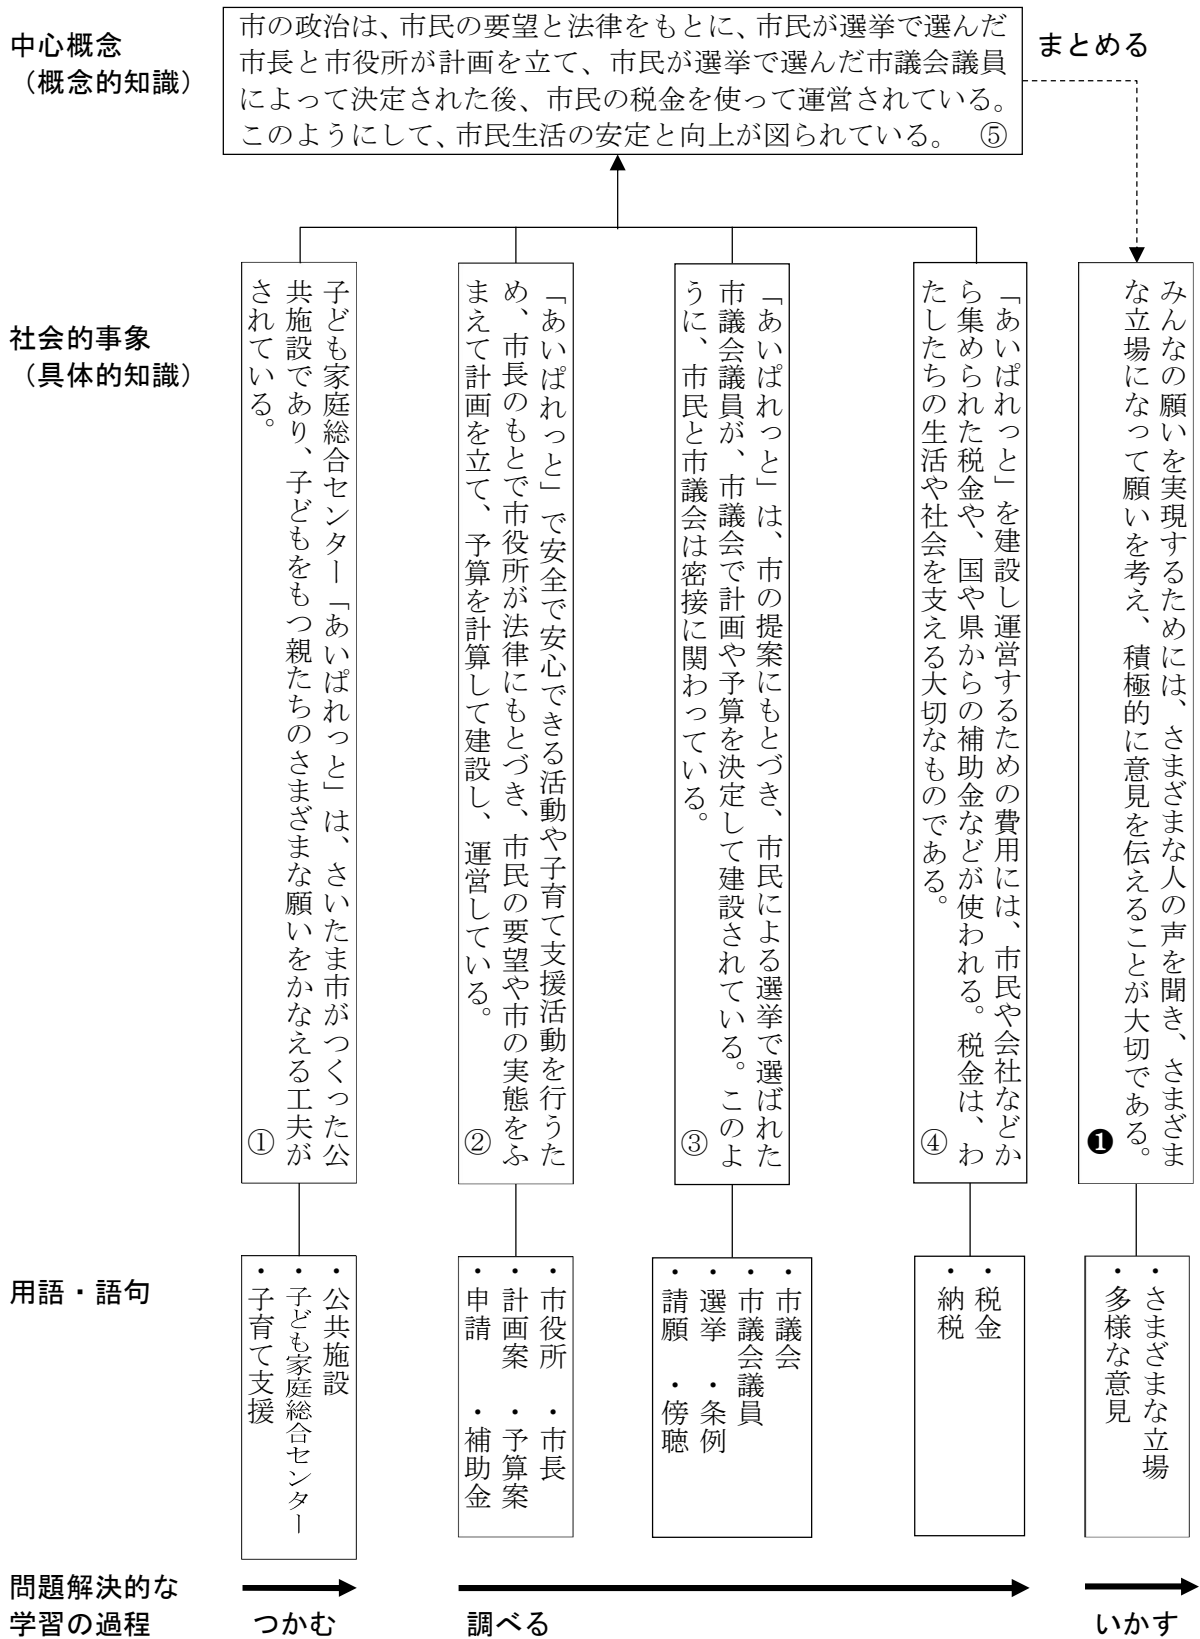 中心概念
（概念的知識）
市の政治は、市民の要望と法律をもとに、市民が選挙で選んだ
市長と市役所が計画を立て、市民が選挙で選んだ市議会議員
によって決定された後、市民の税金を使って運営されている。
このようにして、市民生活の安定と向上が図られている。　⑤
まとめる
社会的事象
（具体的知識）
子ども家庭総合センター「あいぱれっと」は、さいたま市がつくった公
共施設であり、子どもをもつ親たちのさまざまな願いをかなえる工夫が
されている。
①
「あいぱれっと」で安全で安心できる活動や子育て支援活動を行うた
め、市長のもとで市役所が法律にもとづき、市民の要望や市の実態をふ
まえて計画を立て、予算を計算して建設し、運営している。
②
「あいぱれっと」は、市の提案にもとづき、市民による選挙で選ばれた
市議会議員が、市議会で計画や予算を決定して建設されている。このよ
うに、市民と市議会は密接に関わっている。
③
「あいぱれっと」を建設し運営するための費用には、市民や会社などか
ら集められた税金や、国や県からの補助金などが使われる。税金は、わ
たしたちの生活や社会を支える大切なものである。
④
みんなの願いを実現するためには、さまざまな人の声を聞き、さまざま
な立場になって願いを考え、積極的に意見を伝えることが大切である。
❶
用語・語句
・公共施設
・子ども家庭総合センター
・子育て支援
・市役所　・市長
・計画案　・予算案
・申請　・補助金
・市議会
・市議会議員
・選挙　・条例
・請願　・傍聴
・税金
・納税
・さまざまな立場
・多様な意見
問題解決的な
学習の過程
つかむ
調べる
いかす